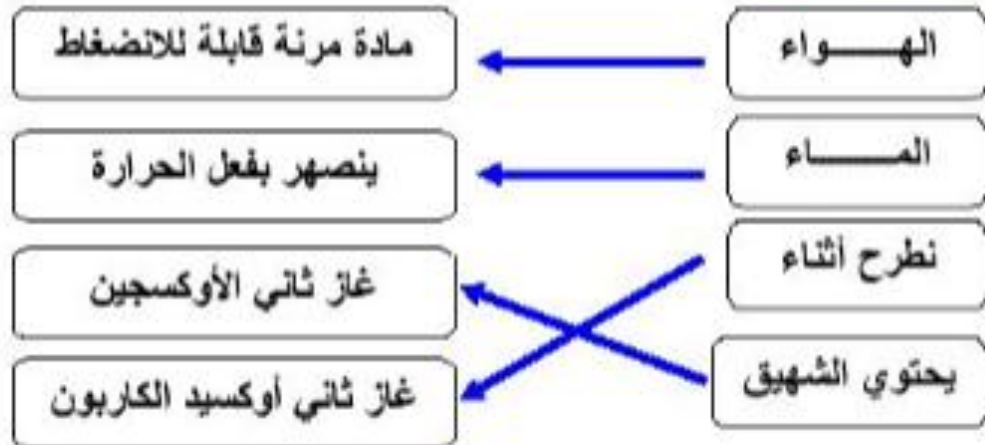 الهـــــواء
مادة مرنة قابلة للانضغاط
المـــــاء
ينصهر بفعل الحرارة
نطرح أثناء
غاز ثاني الأوكسجين
يحتوي الشهيق
غاز ثاني أوكسيد الكاربون